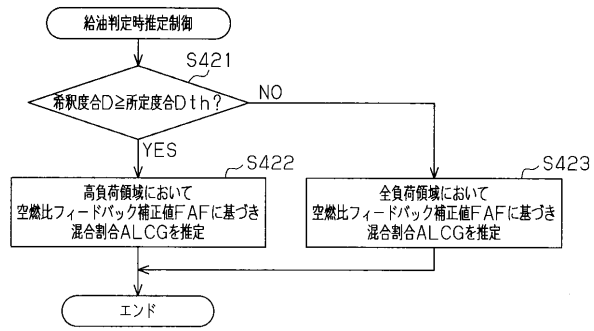 給油判定時推定制御
S421
希釈度合D≧所定度合Dth?
NO
YES
S422
高負荷領域において
空燃比フィードバック補正値FAFに基づき
混合割合ALCGを推定
S423
全負荷領域において
空燃比フィードバック補正値FAFに基づき
混合割合ALCGを推定
エンド